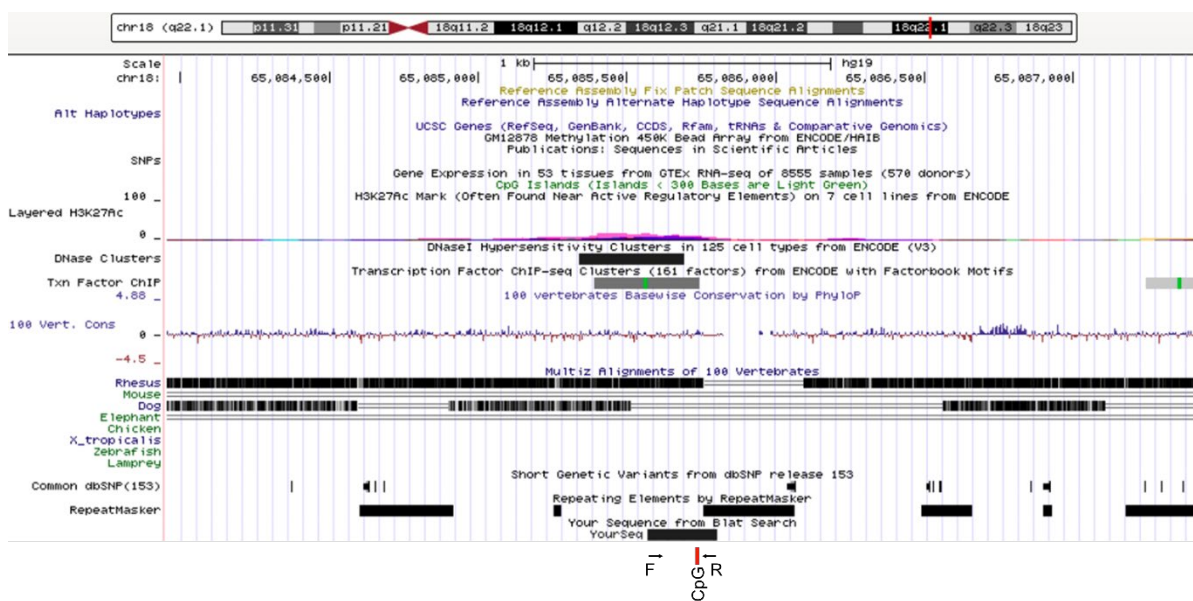 chr18 (q22.1) p11.31 p11.21 18q11.2 18q12.1 q12.2 18q12.3 q21.1 18q21.2 18q22.1 q22.3 18q23
Scale 1 kb hg19
chr18: 65,084,500 65,085,000 65,085,500 65,086,000 65,086,500 65,087,000
Reference Assembly Fix Patch Sequence Alignments
Reference Assembly Alternate Haplotype Sequence Alignments
Alt Haplotypes
UCSC Genes (RefSeq, GenBank, CCDS, Rfam, tRNAs & Comparative Genomics)
GM12878 Methylation 450K Bead Array from ENCODE/HAIB
Publications: Sequences in Scientific Articles
SNPs
Gene Expression in 53 tissues from GTEx RNA-seq of 8555 samples (570 donors)
CpG Islands (Islands < 300 Bases are Light Green)
100 _ H3K27Ac Mark (Often Found Near Active Regulatory Elements) on 7 cell lines from ENCODE
Layered H3K27Ac
0 _
DNaseI Hypersensitivity Clusters in 125 cell types from ENCODE (V3)
DNase Clusters
Transcription Factor ChIP-seq Clusters (161 factors) from ENCODE with Factorbook Motifs
Txn Factor ChIP
4.88 _ 100 vertebrates Basewise Conservation by PhyloP
100 Vert. Cons 0 _
-4.5 _
Multiz Alignments of 100 Vertebrates
Rhesus
Mouse
Dog
Elephant
Chicken
X_tropicalis
Zebrafish
Lamprey
Short Genetic Variants from dbSNP release 153
Common dbSNP(153)
Repeating Elements by RepeatMasker
RepeatMasker
Your Sequence from Blat Search
YourSeq
F CpG R